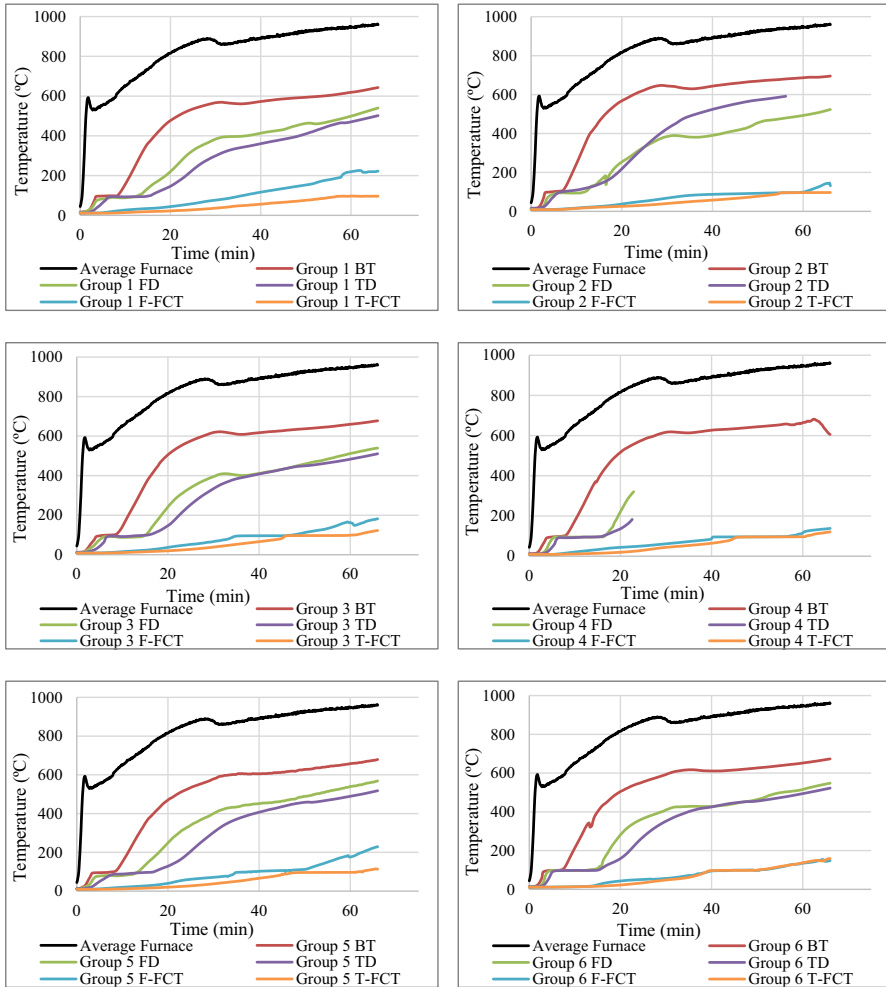 1000
800
600
400
200
0
Temperature (ºC)
0 20 40 60
Time (min)
Average Furnace Group 1 BT
Group 1 FD Group 1 TD
Group 1 F-FCT Group 1 T-FCT
1000
800
600
400
200
0
Temperature (ºC)
0 20 40 60
Time (min)
Average Furnace Group 2 BT
Group 2 FD Group 2 TD
Group 2 F-FCT Group 2 T-FCT
1000
800
600
400
200
0
Temperature (ºC)
0 20 40 60
Time (min)
Average Furnace Group 3 BT
Group 3 FD Group 3 TD
Group 3 F-FCT Group 3 T-FCT
1000
800
600
400
200
0
Temperature (ºC)
0 20 40 60
Time (min)
Average Furnace Group 4 BT
Group 4 FD Group 4 TD
Group 4 F-FCT Group 4 T-FCT
1000
800
600
400
200
0
Temperature (ºC)
0 20 40 60
Time (min)
Average Furnace Group 5 BT
Group 5 FD Group 5 TD
Group 5 F-FCT Group 5 T-FCT
1000
800
600
400
200
0
Temperature (ºC)
0 20 40 60
Time (min)
Average Furnace Group 6 BT
Group 6 FD Group 6 TD
Group 6 F-FCT Group 6 T-FCT